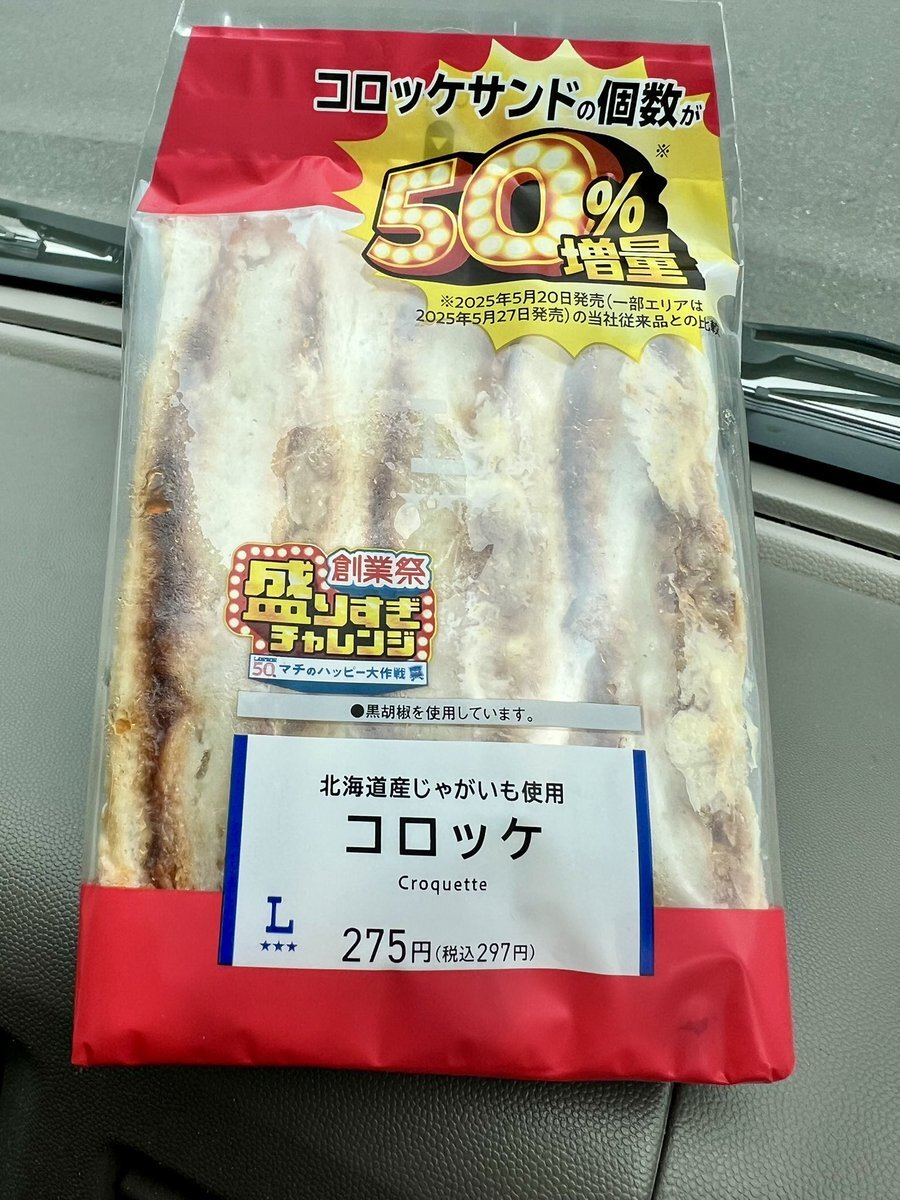 コロッケサンドの個数が
50%増量※
※2025年5月20日発売(一部エリアは
2025年5月27日発売)の当社従来品との比較
創業祭
盛りすぎ
チャレンジ
50th マチのハッピー大作戦
●黒胡椒を使用しています。
北海道産じゃがいも使用
コロッケ
Croquette
L
★★★
275円(税込297円)